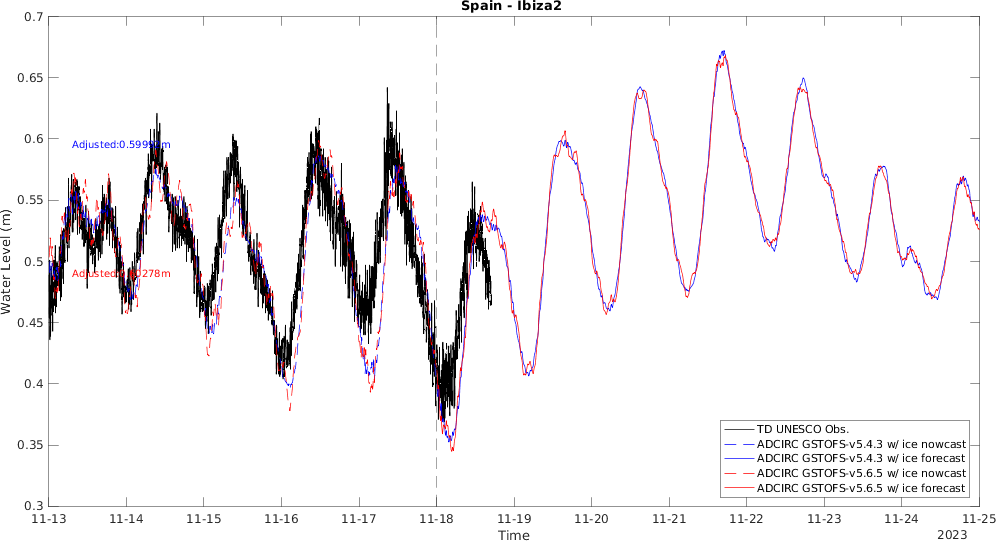 Spain - Ibiza2
0.7
0.65
0.6
0.55
0.5
0.45
0.4
0.35
0.3
Water Level (m)
11-13
11-14
11-15
11-16
11-17
11-18
11-19
11-20
11-21
11-22
11-23
11-24
11-25
Time
2023
TD UNESCO Obs.
ADCIRC GSTOFS-v5.4.3 w/ ice nowcast
ADCIRC GSTOFS-v5.4.3 w/ ice forecast
ADCIRC GSTOFS-v5.6.5 w/ ice nowcast
ADCIRC GSTOFS-v5.6.5 w/ ice forecast